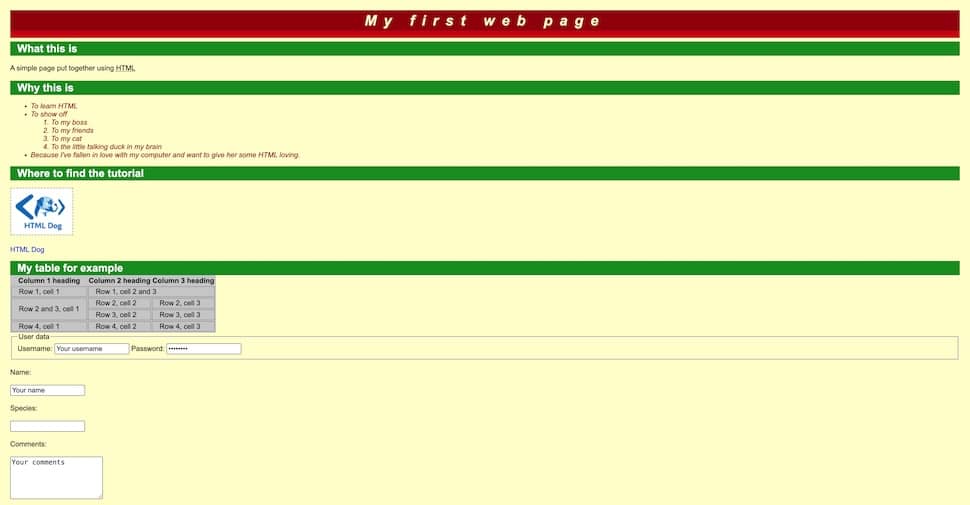 My first web page
What this is
A simple page put together using HTML
Why this is
• To learn HTML
• To show off
1. To my boss
2. To my friends
3. To my cat
4. To the little talking duck in my brain
• Because I've fallen in love with my computer and want to give her some HTML loving.
Where to find the tutorial
HTML Dog
HTML Dog
My table for example
Column 1 heading Column 2 heading Column 3 heading
Row 1, cell 1 Row 1, cell 2 and 3
Row 2 and 3, cell 1 Row 2, cell 2 Row 2, cell 3
Row 3, cell 2 Row 3, cell 3
Row 4, cell 1 Row 4, cell 2 Row 4, cell 3
User data
Username: Your username Password: ••••••••
Name:
Your name
Species:
Comments:
Your comments